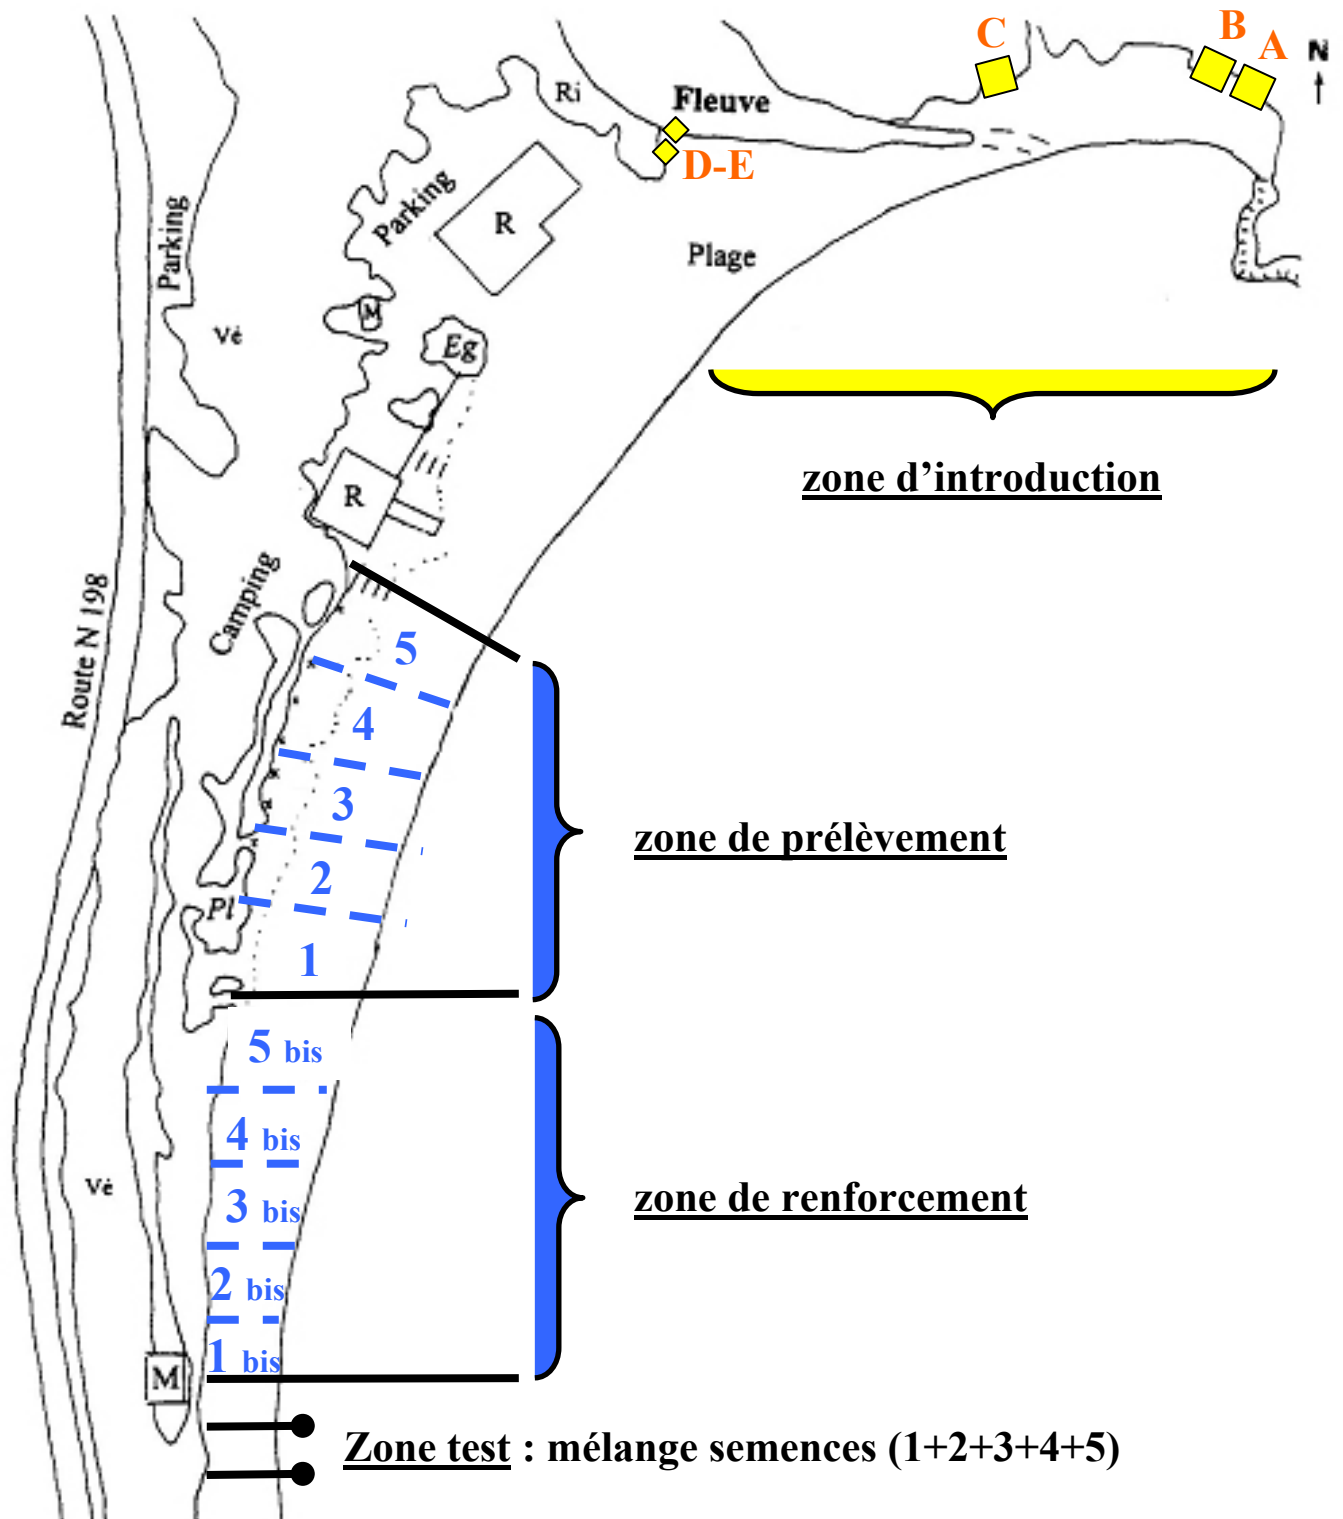 C
B
A
N
Ri
Fleuve
D-E
Parking
R
Plage
Parking
M
Vé
Eg
zone d’introduction
R
Camping
Route N 198
5
4
3
zone de prélèvement
2
Pl
1
5 bis
4 bis
Vé
3 bis
zone de renforcement
2 bis
1 bis
M
Zone test : mélange semences (1+2+3+4+5)